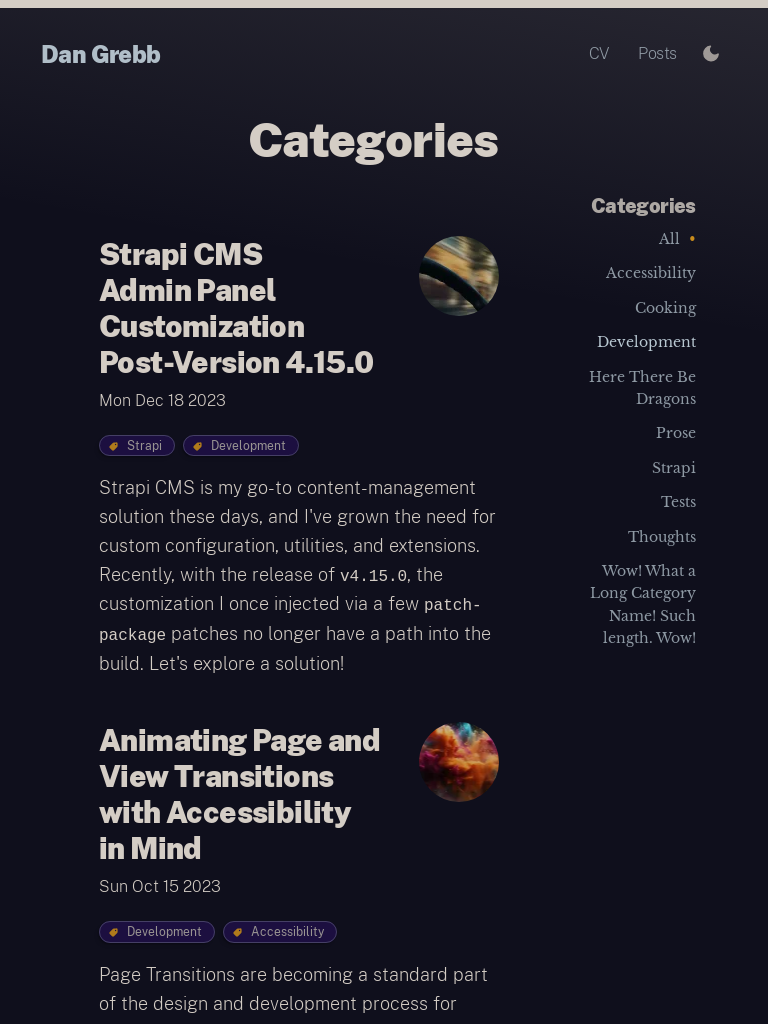 Dan Grebb
CV
Posts
Categories
Strapi CMS
Admin Panel
Customization
Post-Version 4.15.0
Mon Dec 18 2023
Strapi
Development
Strapi CMS is my go-to content-management
solution these days, and I've grown the need for
custom configuration, utilities, and extensions.
Recently, with the release of v4.15.0, the
customization I once injected via a few patch-
package patches no longer have a path into the
build. Let's explore a solution!
Animating Page and
View Transitions
with Accessibility
in Mind
Sun Oct 15 2023
Development
Accessibility
Page Transitions are becoming a standard part
of the design and development process for
Categories
All
Accessibility
Cooking
Development
Here There Be
Dragons
Prose
Strapi
Tests
Thoughts
Wow! What a
Long Category
Name! Such
length. Wow!